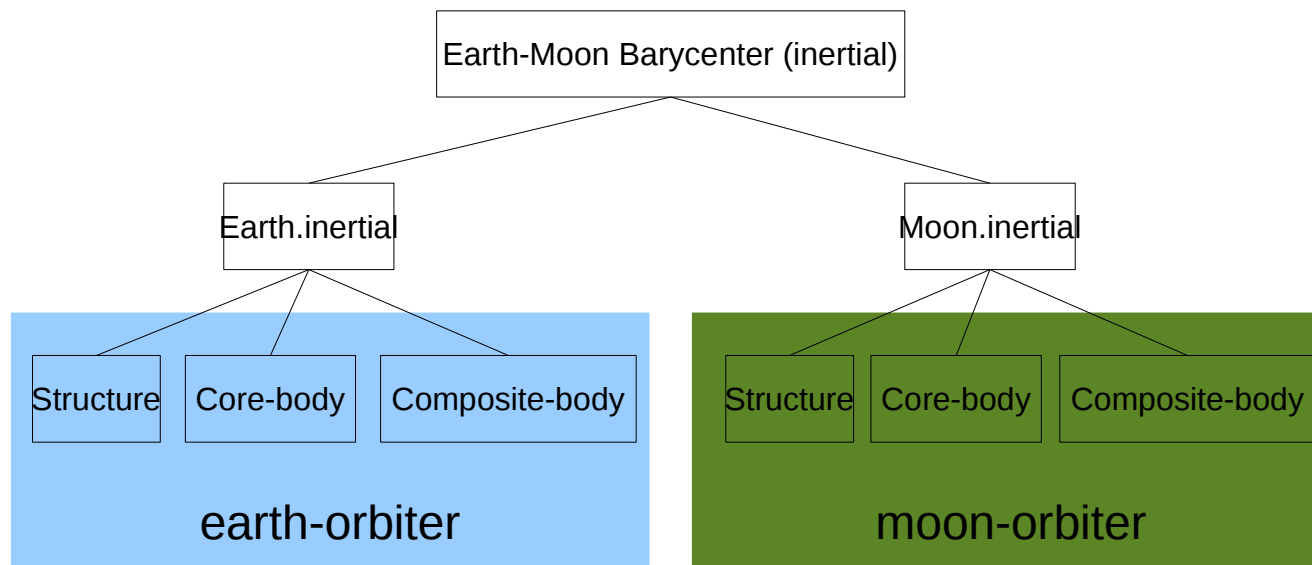 Earth-Moon Barycenter (inertial)
Earth.inertial
Moon.inertial
Structure
Core-body
Composite-body
Structure
Core-body
Composite-body
earth-orbiter
moon-orbiter